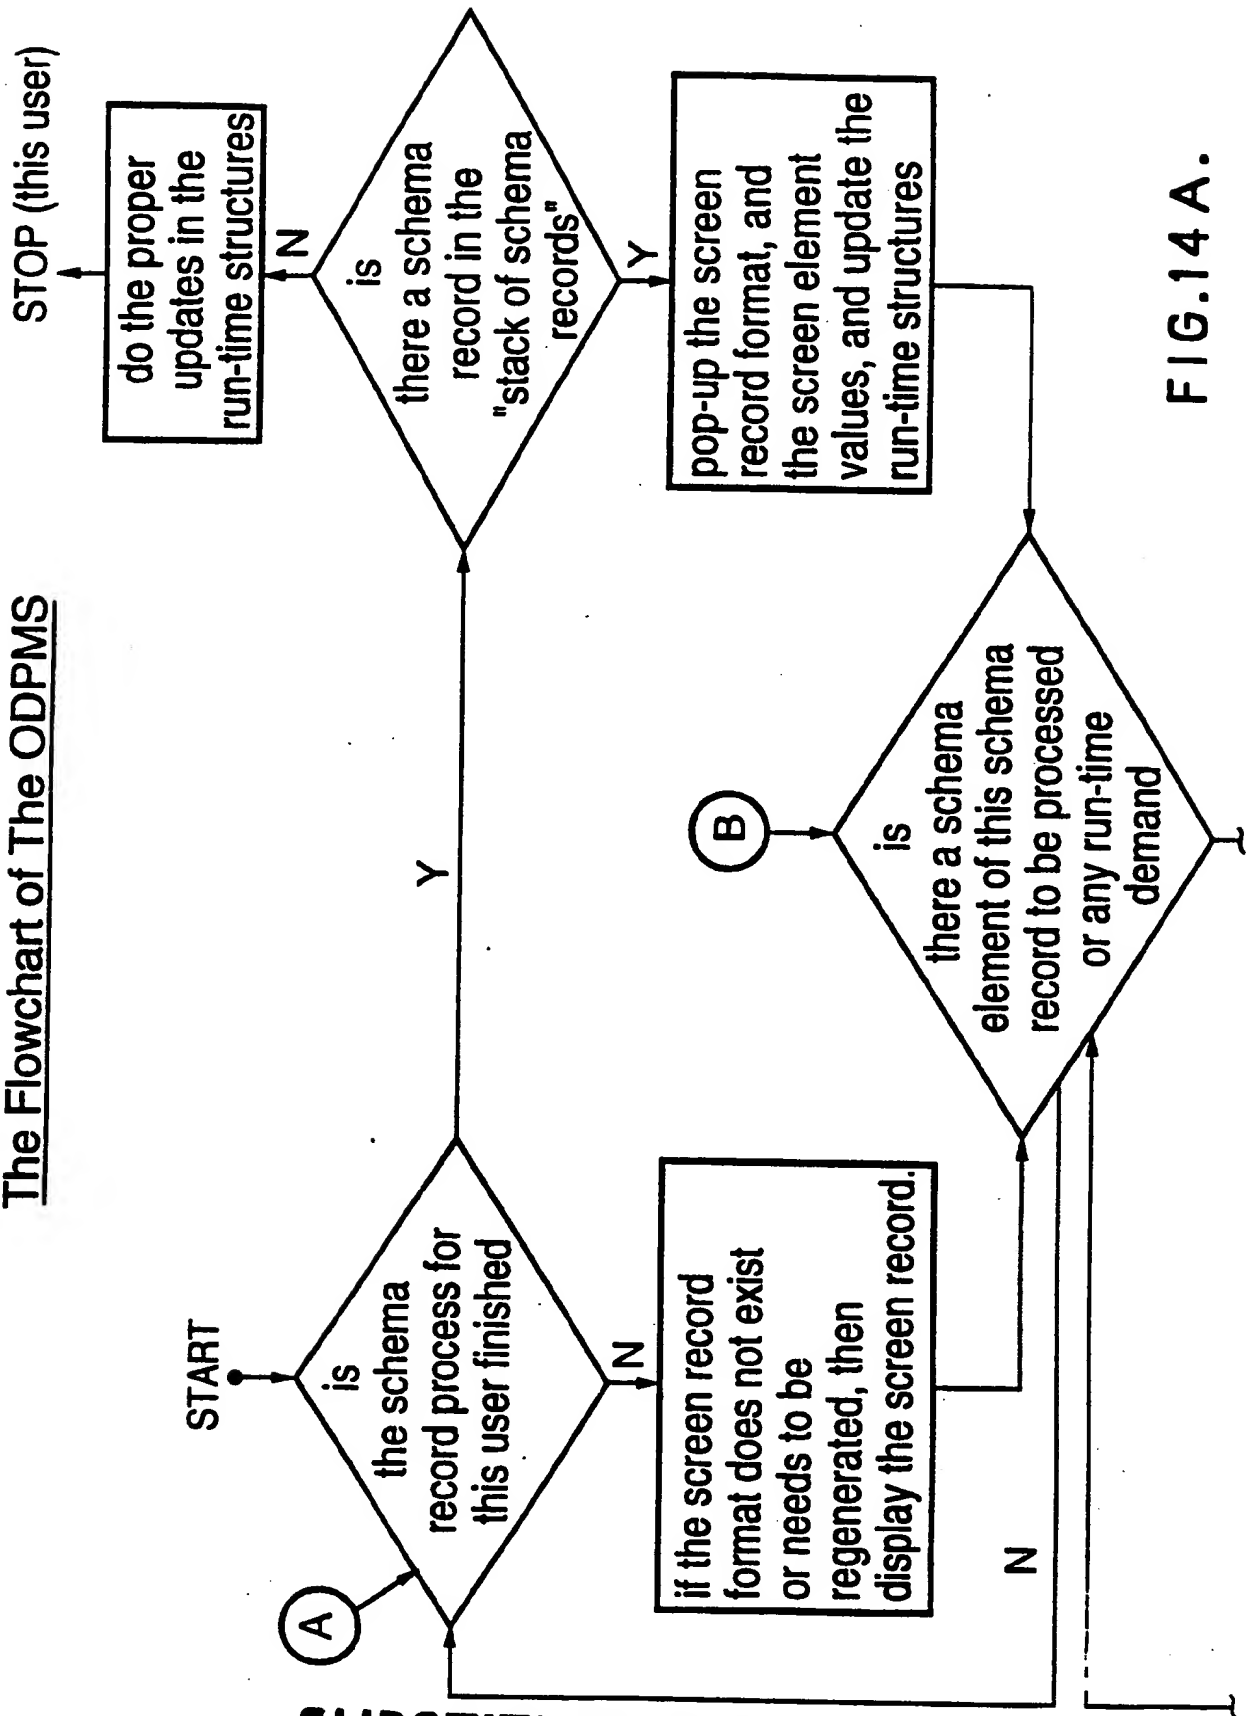 The Flowchart of The ODPMS
START
A
is
the schema
record process for
this user finished
Y
N
if the screen record
format does not exist
or needs to be
regenerated, then
display the screen record.
N
STOP (this user)
do the proper
updates in the
run-time structures
N
is
there a schema
record in the
"stack of schema
records"
Y
pop-up the screen
record format, and
the screen element
values, and update the
run-time structures
B
is
there a schema
element of this schema
record to be processed
or any run-time
demand
FIG.14 A.